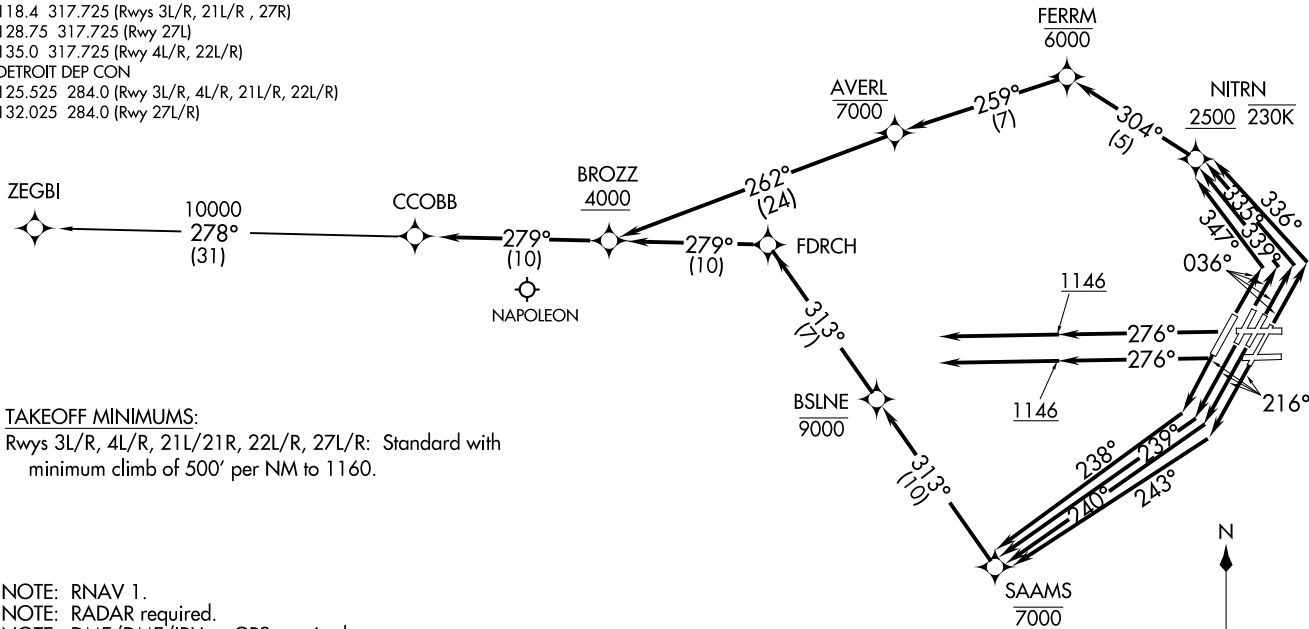 118.4 317.725 (Rwys 3L/R, 21L/R , 27R)
128.75 317.725 (Rwy 27L)
135.0 317.725 (Rwy 4L/R, 22L/R)
DETROIT DEP CON
125.525 284.0 (Rwy 3L/R, 4L/R, 21L/R, 22L/R)
132.025 284.0 (Rwy 27L/R)
FERRM
6000
AVERL
7000
259°
(7)
NITRN
2500 230K
304°
(5)
ZEGBI
10000
278°
(31)
CCOBB
BROZZ
4000
262°
(24)
279°
(10)
279°
(10)
FDRCH
NAPOLEON
335°
336°
339°
347°
036°
1146
276°
276°
1146
216°
313°
(7)
BSLNE
9000
313°
(10)
238°
239°
240°
243°
SAAMS
7000
N
TAKEOFF MINIMUMS:
Rwys 3L/R, 4L/R, 21L/21R, 22L/R, 27L/R: Standard with
minimum climb of 500' per NM to 1160.
NOTE: RNAV 1.
NOTE: RADAR required.